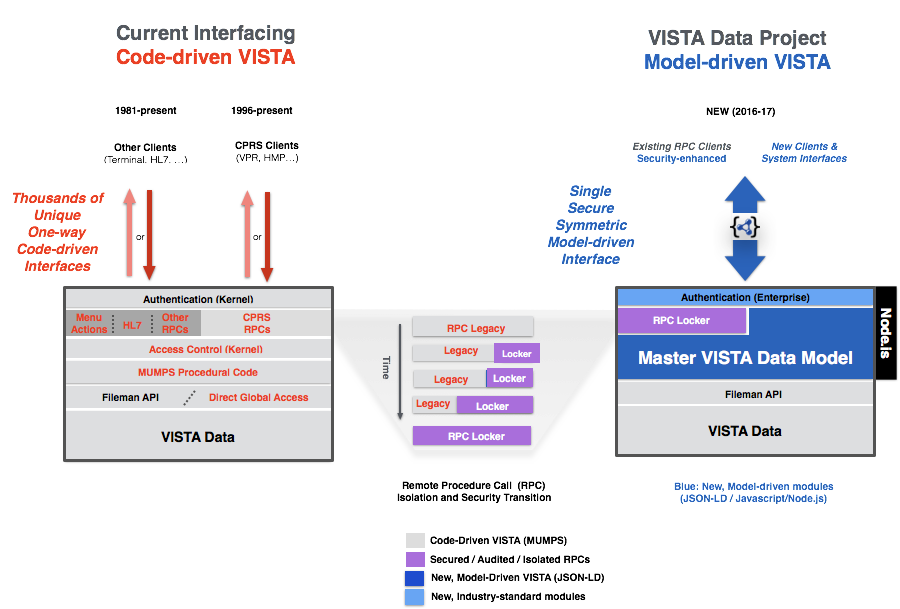 Current Interfacing
Code-driven VISTA
VISTA Data Project
Model-driven VISTA
1981-present
1996-present
NEW (2016-17)
Other Clients
(Terminal, HL7, …)
CPRS Clients
(VPR, HMP…)
Existing RPC Clients
Security-enhanced
New Clients &
System Interfaces
Thousands of
Unique
One-way
Code-driven
Interfaces
or
or
Single
Secure
Symmetric
Model-driven
Interface
Authentication (Kernel)
Menu
Actions
HL7
Other
RPCs
CPRS
RPCs
Access Control (Kernel)
MUMPS Procedural Code
Fileman API
Direct Global Access
VISTA Data
Time
RPC Legacy
Legacy
Locker
Legacy
Locker
Legacy
Locker
RPC Locker
Authentication (Enterprise)
RPC Locker
Master VISTA Data Model
Node.js
Fileman API
VISTA Data
Remote Procedure Call (RPC)
Isolation and Security Transition
Blue: New, Model-driven modules
(JSON-LD / Javascript/Node.js)
Code-Driven VISTA (MUMPS)
Secured / Audited / Isolated RPCs
New, Model-Driven VISTA (JSON-LD)
New, Industry-standard modules